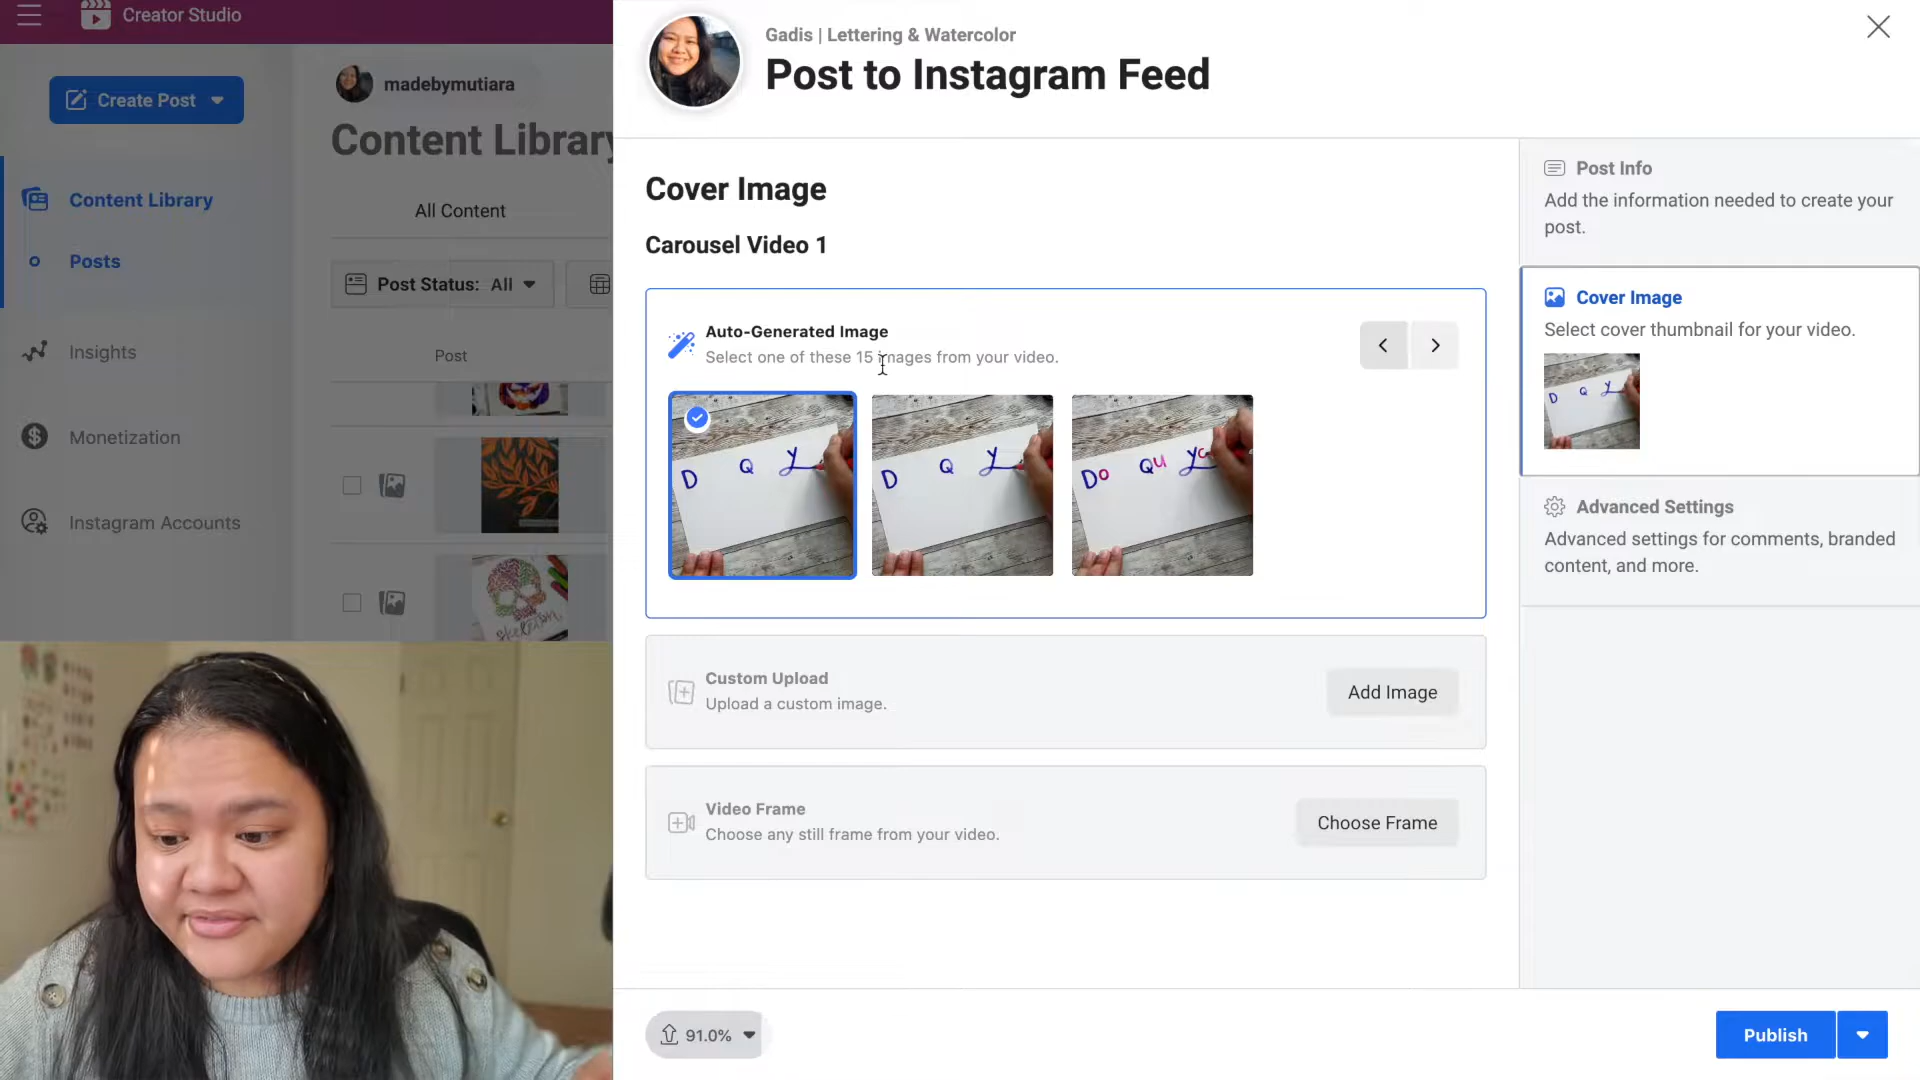 Creator Studio
Create Post
Content Library
Posts
Insights
Monetization
Instagram Accounts
madebymutiara
Content Library
All Content
Post Status: All
Post
skeleton
Gadis | Lettering & Watercolor
Post to Instagram Feed
Cover Image
Carousel Video 1
Auto-Generated Image
Select one of these 15 images from your video.
D Q Y
D Q Y
Do Qu Yo
Custom Upload
Upload a custom image.
Add Image
Video Frame
Choose any still frame from your video.
Choose Frame
91.0%
Publish
Post Info
Add the information needed to create your
post.
Cover Image
Select cover thumbnail for your video.
D Q Y
Advanced Settings
Advanced settings for comments, branded
content, and more.